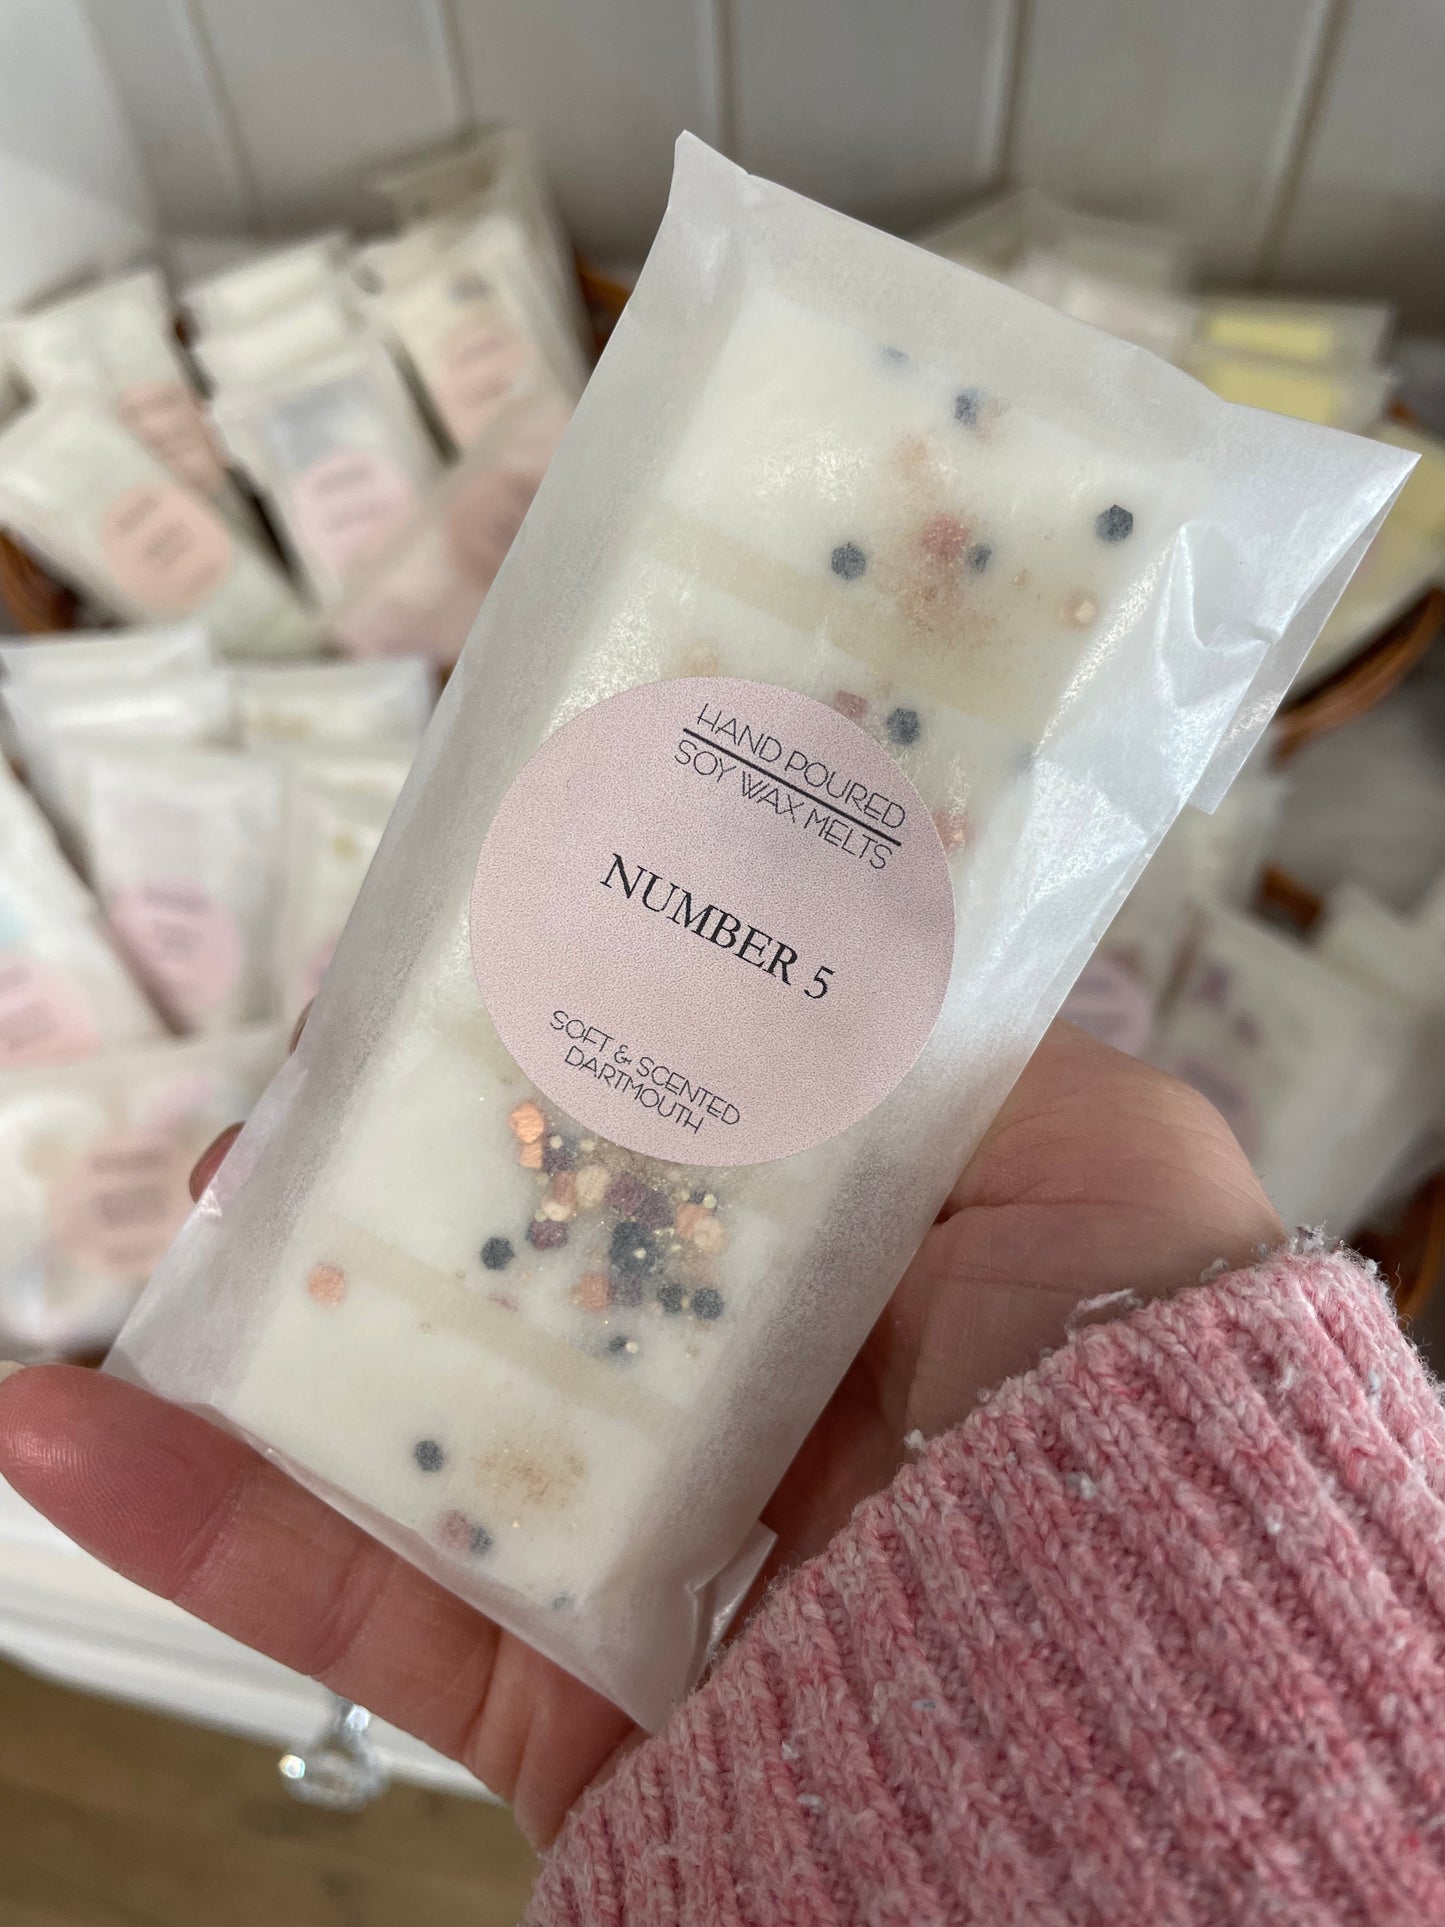 HAND POURED
SOY WAX MELTS
NUMBER 5
SOFT & SCENTED
DARTMOUTH